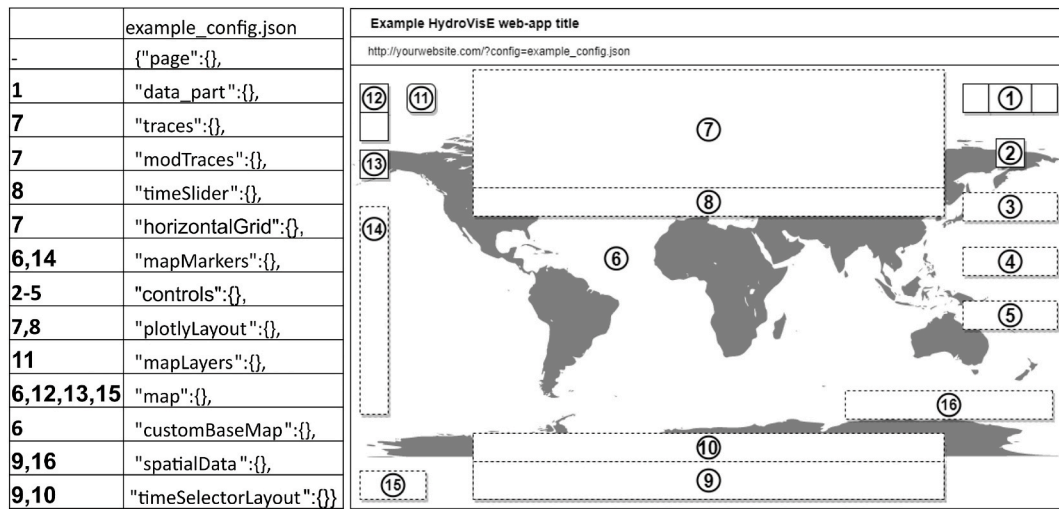 example_config.json
- {"page":{},
1 "data_part":{},
7 "traces":{},
7 "modTraces":{},
8 "timeSlider":{},
7 "horizontalGrid":{},
6,14 "mapMarkers":{},
2-5 "controls":{},
7,8 "plotlyLayout":{},
11 "mapLayers":{},
6,12,13,15 "map":{},
6 "customBaseMap":{},
9,16 "spatialData":{},
9,10 "timeSelectorLayout":{}}
Example HydroVisE web-app title
http://yourwebsite.com/?config=example_config.json
12 11 1
7
13 2
8 3
14
6 4
5
16
10
15 9